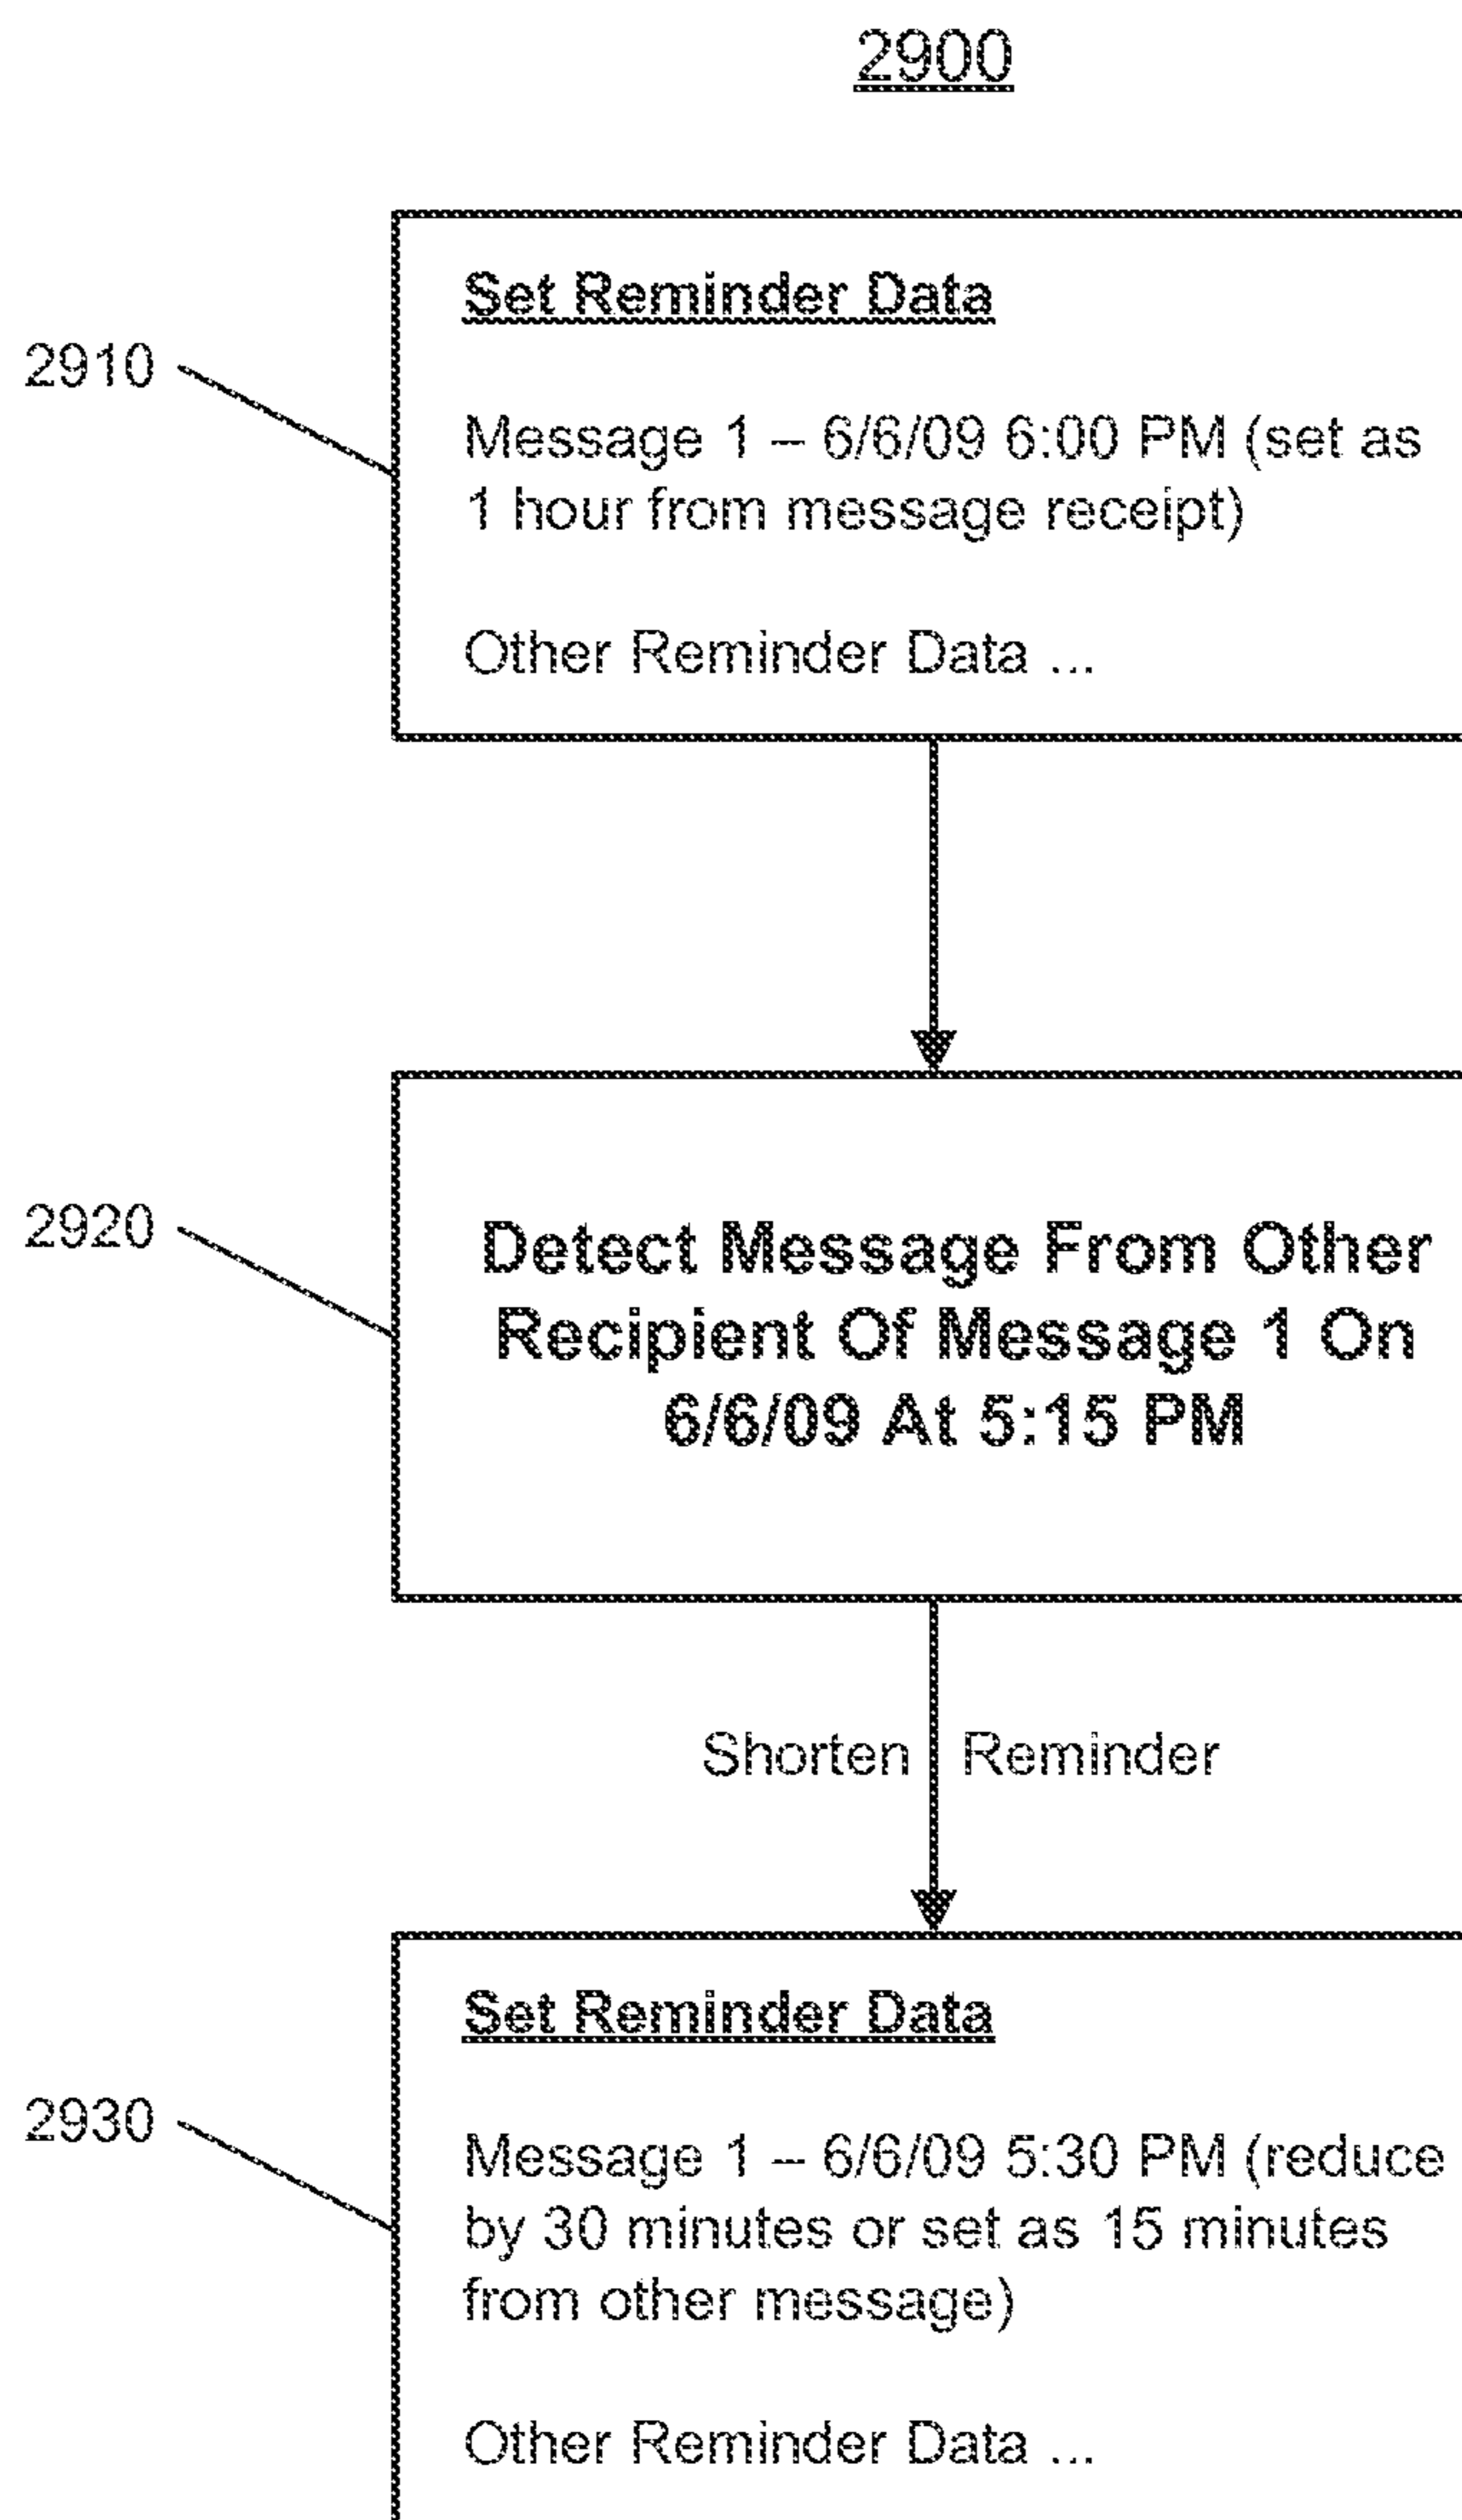 2900
Set Reminder Data
2910
Message 1 – 6/6/09 6:00 PM (set as
1 hour from message receipt)
Other Reminder Data ...
2920
Detect Message From Other
Recipient Of Message 1 On
6/6/09 At 5:15 PM
Shorten Reminder
Set Reminder Data
2930
Message 1 – 6/6/09 5:30 PM (reduce
by 30 minutes or set as 15 minutes
from other message)
Other Reminder Data ...